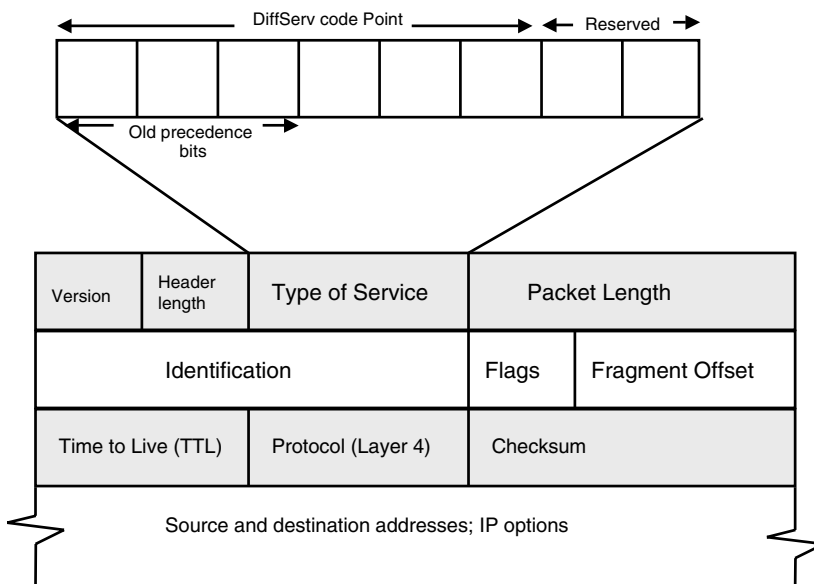 DiffServ code Point
Reserved
Old precedence
bits
Version
Header
length
Type of Service
Packet Length
Identification
Flags
Fragment Offset
Time to Live (TTL)
Protocol (Layer 4)
Checksum
Source and destination addresses; IP options